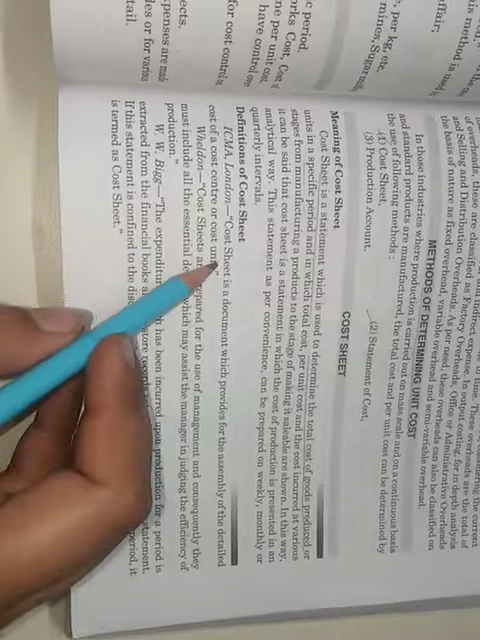 c period.
orks Cost,
ne per unit cost
have control
for cost control
ects.
penses are made
les or for various
tail.
, per kg, etc.
mines, Sugarmill
ffair;
this method is
of overheads, these are classified as Factory Overheads, Office or Administrative Overheads
and Selling and Distribution Overheads. As per need, these overheads can also be classified on
the basis of nature as fixed overhead, variable overhead and semi-variable overhead.
METHODS OF DETERMINING UNIT COST
In those industries where production is carried out on mass scale and on a continuous basis
and standard products are manufactured, the total cost and per unit cost can be determined by
the use of following methods :
(1) Cost Sheet, (2) Statement of Cost,
(3) Production Account.
COST SHEET
Meaning of Cost Sheet
Cost Sheet is a statement which is used to determine the total cost of goods produced or
units in a specific period and in which total cost, per unit cost and the cost incurred at various
stages from manufacturing a products to the stage of making it saleable are shown. In this way,
it can be said that cost sheet is a statement in which the cost of production is presented in an
analytical way. This statement as per convenience, can be prepared on weekly, monthly or
quarterly intervals.
Definitions of Cost Sheet
ICMA, London—"Cost Sheet is a document which provides for the assembly of the detailed
cost of a cost centre or cost unit."
Wheldon—"Cost Sheets are prepared for the use of management and consequently they
must include all the essential which may assist the manager in judging the efficiency of
production."
W. W. Bigg—"The expenditure which has been incurred upon production for a period is
extracted from the financial books and store records statement.
If this statement is confined to the period, it
is termed as Cost Sheet."